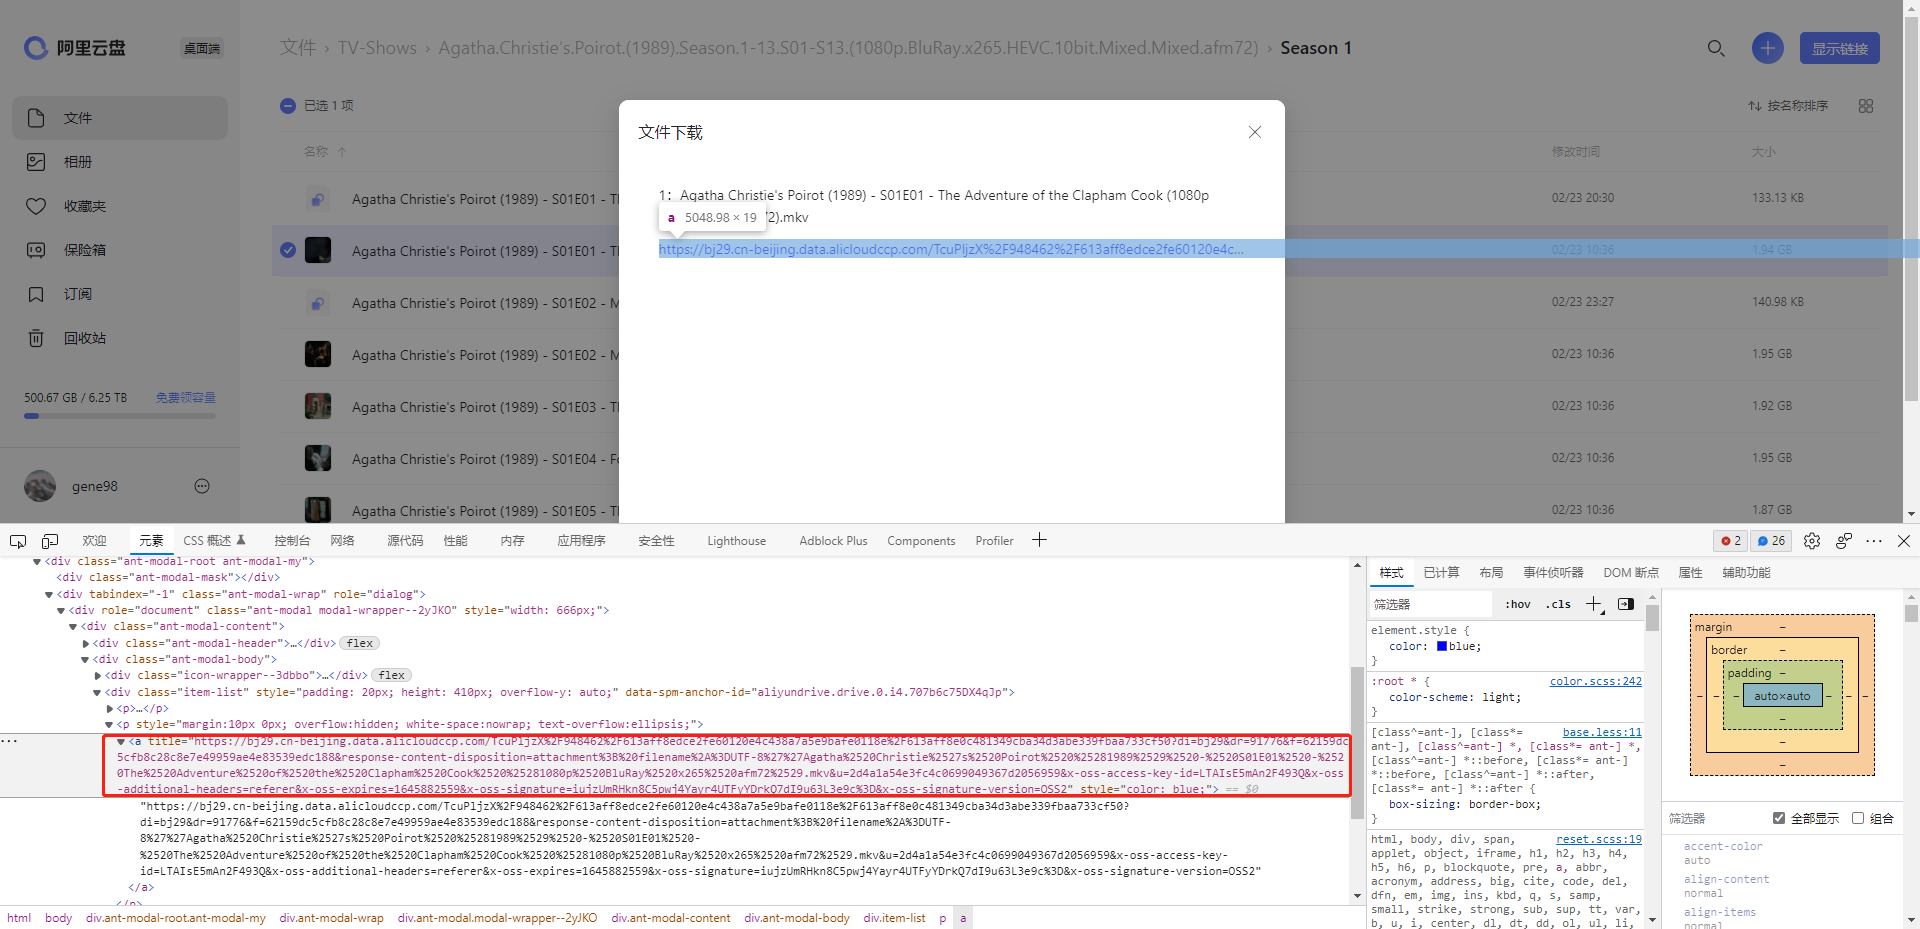 阿里云盘
桌面端
文件 › TV-Shows › Agatha.Christie's.Poirot.(1989).Season.1-13.S01-S13.(1080p.BluRay.x265.HEVC.10bit.Mixed.Mixed.afm72) › Season 1
显示链接
文件
相册
收藏夹
保险箱
订阅
回收站
500.67 GB / 6.25 TB 免费领容量
gene98
已选 1 项
按名称排序
名称 修改时间 大小
Agatha Christie's Poirot (1989) - S01E01 - Tl 02/23 20:30 133.13 KB
Agatha Christie's Poirot (1989) - S01E01 - Tl 02/23 10:36 1.94 GB
Agatha Christie's Poirot (1989) - S01E02 - M 02/23 23:27 140.98 KB
Agatha Christie's Poirot (1989) - S01E02 - M 02/23 10:36 1.95 GB
Agatha Christie's Poirot (1989) - S01E03 - Tl 02/23 10:36 1.92 GB
Agatha Christie's Poirot (1989) - S01E04 - Fo 02/23 10:36 1.95 GB
Agatha Christie's Poirot (1989) - S01E05 - Tl 02/23 10:36 1.87 GB
文件下载
1: Agatha Christie's Poirot (1989) - S01E01 - The Adventure of the Clapham Cook (1080p
72).mkv
a 5048.98 × 19
https://bj29.cn-beijing.data.alicloudccp.com/TcuPljzX%2F948462%2F613aff8edce2fe60120e4c...
欢迎 元素 CSS 概述 控制台 网络 源代码 性能 内存 应用程序 安全性 Lighthouse Adblock Plus Components Profiler 2 26
<div class="ant-modal-root ant-modal-my">
<div class="ant-modal-mask"></div>
<div tabindex="-1" class="ant-modal-wrap" role="dialog">
<div role="document" class="ant-modal modal-wrapper--2yJKO" style="width: 666px;">
<div class="ant-modal-content">
<div class="ant-modal-header">…</div> flex
<div class="ant-modal-body">
<div class="icon-wrapper--3dbbo">…</div> flex
<div class="item-list" style="padding: 20px; height: 410px; overflow-y: auto;" data-spm-anchor-id="aliyundrive.drive.0.i4.707b6c75DX4qJp">
<p>…</p>
<p style="margin:10px 0px; overflow:hidden; white-space:nowrap; text-overflow:ellipsis;">
<a title="https://bj29.cn-beijing.data.alicloudccp.com/TcuPljzX%2F948462%2F613aff8edce2fe60120e4c438a7a5e9bafe0118e%2F613aff8e0c481349cba34d3abe339fbaa733cf50?di=bj29&dr=91776&f=62159dc
5cfb8c28c8e7e49959ae4e83539edc188&response-content-disposition=attachment%3B%20filename%2A%3DUTF-8%27%27Agatha%2520Christie%2527s%2520Poirot%2520%25281989%2529%2520-%2520S01E01%2520-%252
0The%2520Adventure%2520of%2520the%2520Clapham%2520Cook%2520%25281080p%2520BluRay%2520x265%2520afm72%2529.mkv&u=2d4a1a54e3fc4c0699049367d2056959&x-oss-access-key-id=LTAIsE5mAn2F493Q&x-oss-
additional-headers=referer&x-oss-expires=1645882559&x-oss-signature=iujzUmRHkn8C5pwj4Yayr4UTFyYDrkQ7dI9u63L3e9c%3D&x-oss-signature-version=OSS2" style="color: blue;"> == $0
"https://bj29.cn-beijing.data.alicloudccp.com/TcuPljzX%2F948462%2F613aff8edce2fe60120e4c438a7a5e9bafe0118e%2F613aff8e0c481349cba34d3abe339fbaa733cf50?
di=bj29&dr=91776&f=62159dc5cfb8c28c8e7e49959ae4e83539edc188&response-content-disposition=attachment%3B%20filename%2A%3DUTF-
8%27%27Agatha%2520Christie%2527s%2520Poirot%2520%25281989%2529%2520-%2520S01E01%2520-
%2520The%2520Adventure%2520of%2520the%2520Clapham%2520Cook%2520%25281080p%2520BluRay%2520x265%2520afm72%2529.mkv&u=2d4a1a54e3fc4c0699049367d2056959&x-oss-access-key-
id=LTAIsE5mAn2F493Q&x-oss-additional-headers=referer&x-oss-expires=1645882559&x-oss-signature=iujzUmRHkn8C5pwj4Yayr4UTFyYDrkQ7dI9u63L3e9c%3D&x-oss-signature-version=OSS2"
</a>
</p>
html body div.ant-modal-root.ant-modal-my div.ant-modal-wrap div.ant-modal.modal-wrapper--2yJKO div.ant-modal-content div.ant-modal-body div.item-list p a
样式 已计算 布局 事件侦听器 DOM 断点 属性 辅助功能
筛选器 :hov .cls
element.style {
color: blue;
}
:root * { color.scss:242
color-scheme: light;
}
[class^=ant-], [class*= base.less:11
ant-], [class^=ant-] *, [class*= ant-] *,
[class^=ant-] *::before, [class*= ant-]
*::before, [class^=ant-] *::after,
[class*= ant-] *::after {
box-sizing: border-box;
}
html, body, div, span, reset.scss:19
applet, object, iframe, h1, h2, h3, h4,
h5, h6, p, blockquote, pre, a, abbr,
acronym, address, big, cite, code, del,
dfn, em, img, ins, kbd, q, s, samp,
small, strike, strong, sub, sup, tt, var,
b, u, i, center, dl, dt, dd, ol, ul, li,
margin
border
padding
auto×auto
筛选器 全部显示 组合
accent-color
auto
align-content
normal
align-items
normal